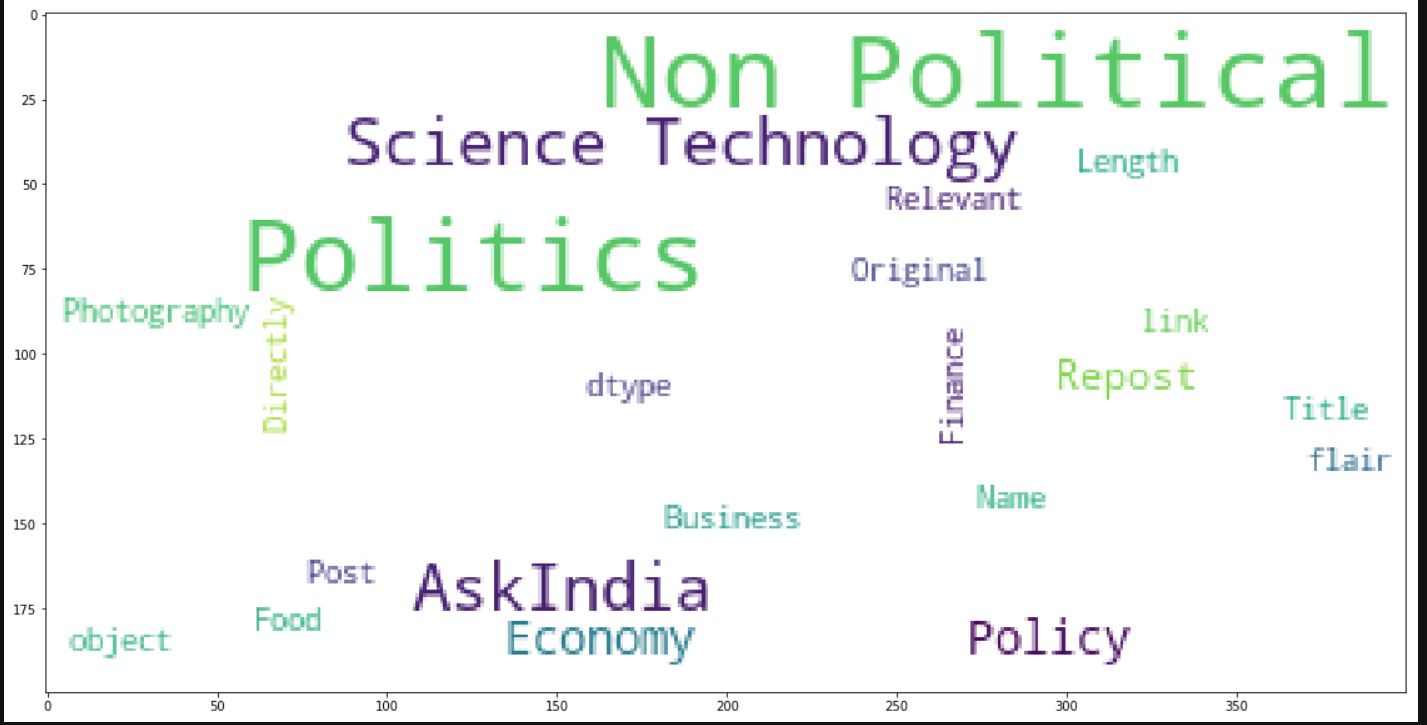 0
Non Political
25
Science Technology
Length
50
Relevant
Politics
75
Original
Photography
Directly
link
100
Finance
dtype
Repost
Title
125
flair
Name
150
Business
Post
AskIndia
175
Food
object
Economy
Policy
0 50 100 150 200 250 300 350